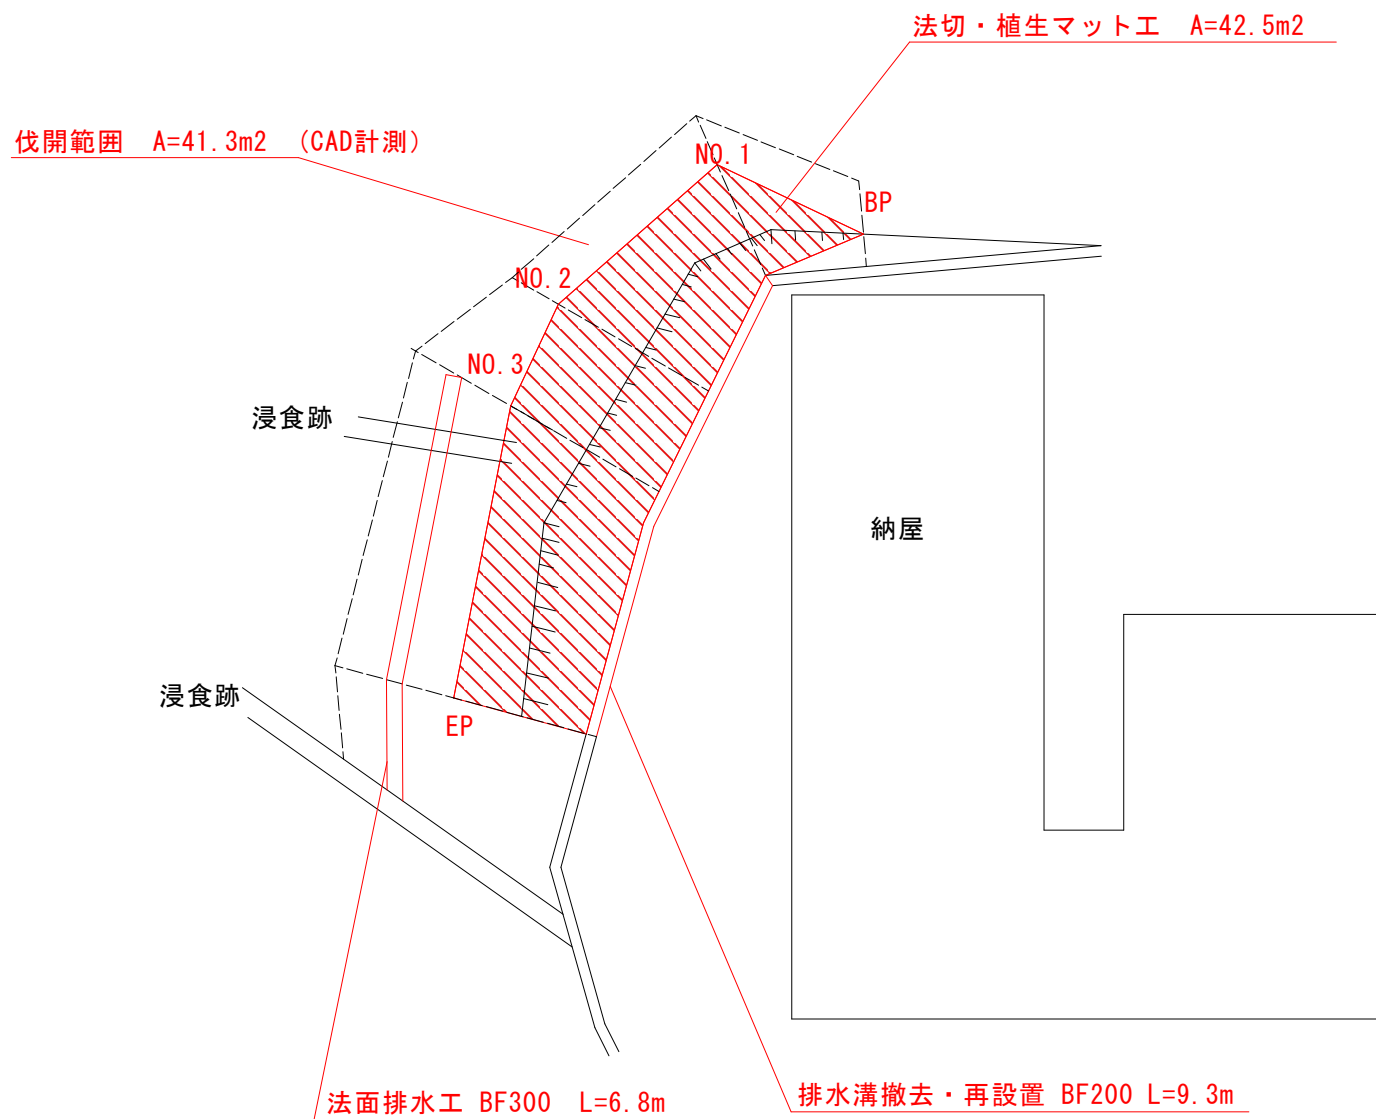 法切・植生マット工　A=42.5m2
伐開範囲　A=41.3m2　(CAD計測)
NO.1
BP
NO.2
NO.3
浸食跡
納屋
浸食跡
EP
排水溝撤去・再設置 BF200 L=9.3m
法面排水工 BF300　L=6.8m